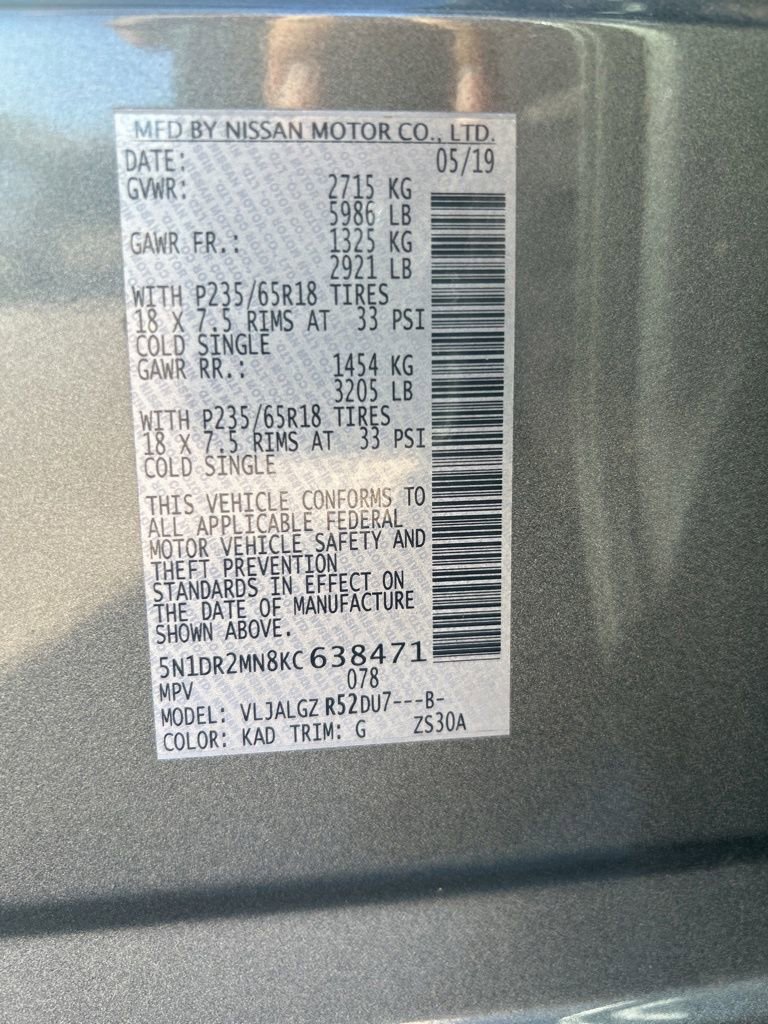 MFD BY NISSAN MOTOR CO., LTD.
DATE: 05/19
GVWR: 2715 KG
5986 LB
GAWR FR.: 1325 KG
2921 LB
WITH P235/65R18 TIRES
18 X 7.5 RIMS AT 33 PSI
COLD SINGLE
GAWR RR.: 1454 KG
3205 LB
WITH P235/65R18 TIRES
18 X 7.5 RIMS AT 33 PSI
COLD SINGLE
THIS VEHICLE CONFORMS TO
ALL APPLICABLE FEDERAL
MOTOR VEHICLE SAFETY AND
THEFT PREVENTION
STANDARDS IN EFFECT ON
THE DATE OF MANUFACTURE
SHOWN ABOVE.
5N1DR2MN8KC638471
MPV 078
MODEL: VLJALGZ R52DU7---B-
COLOR: KAD TRIM: G ZS30A